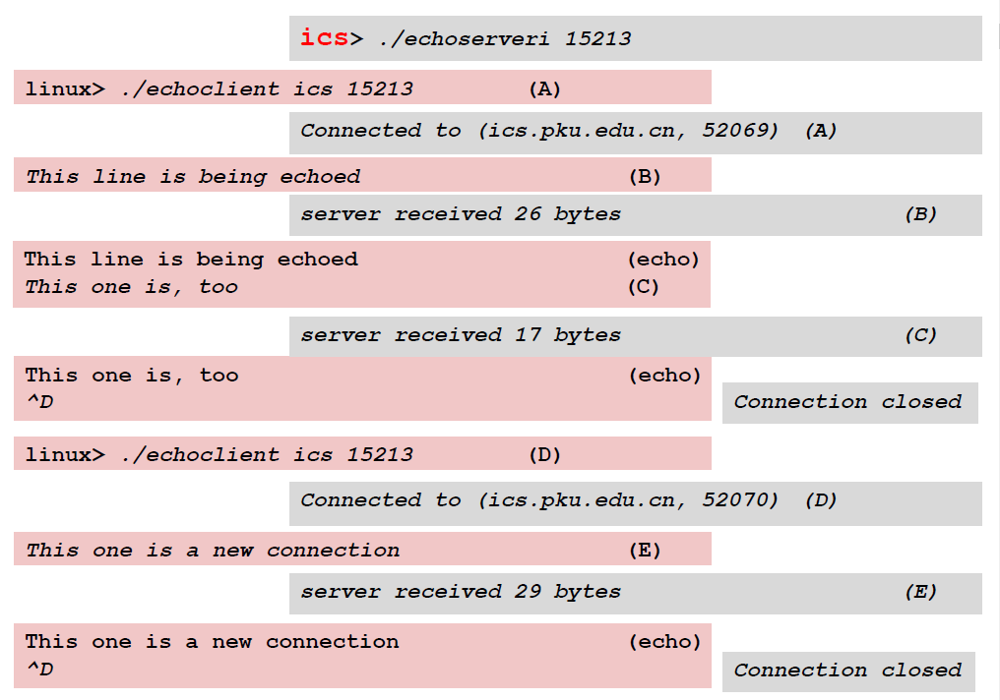 ics> ./echoserveri 15213
linux> ./echoclient ics 15213 (A)
Connected to (ics.pku.edu.cn, 52069) (A)
This line is being echoed (B)
server received 26 bytes (B)
This line is being echoed (echo)
This one is, too (C)
server received 17 bytes (C)
This one is, too (echo)
^D
Connection closed
linux> ./echoclient ics 15213 (D)
Connected to (ics.pku.edu.cn, 52070) (D)
This one is a new connection (E)
server received 29 bytes (E)
This one is a new connection (echo)
^D
Connection closed